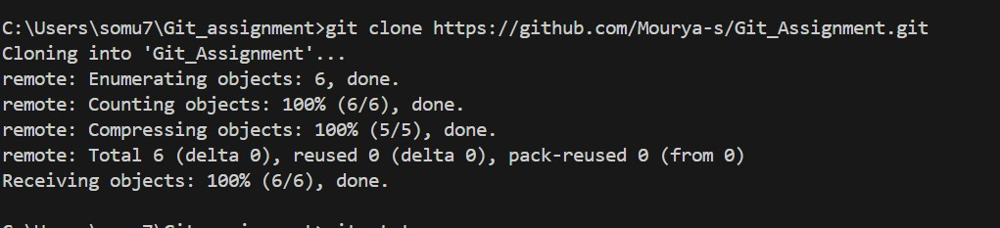 C:\Users\somu7\Git_assignment>git clone https://github.com/Mourya-s/Git_Assignment.git
Cloning into 'Git_Assignment'...
remote: Enumerating objects: 6, done.
remote: Counting objects: 100% (6/6), done.
remote: Compressing objects: 100% (5/5), done.
remote: Total 6 (delta 0), reused 0 (delta 0), pack-reused 0 (from 0)
Receiving objects: 100% (6/6), done.